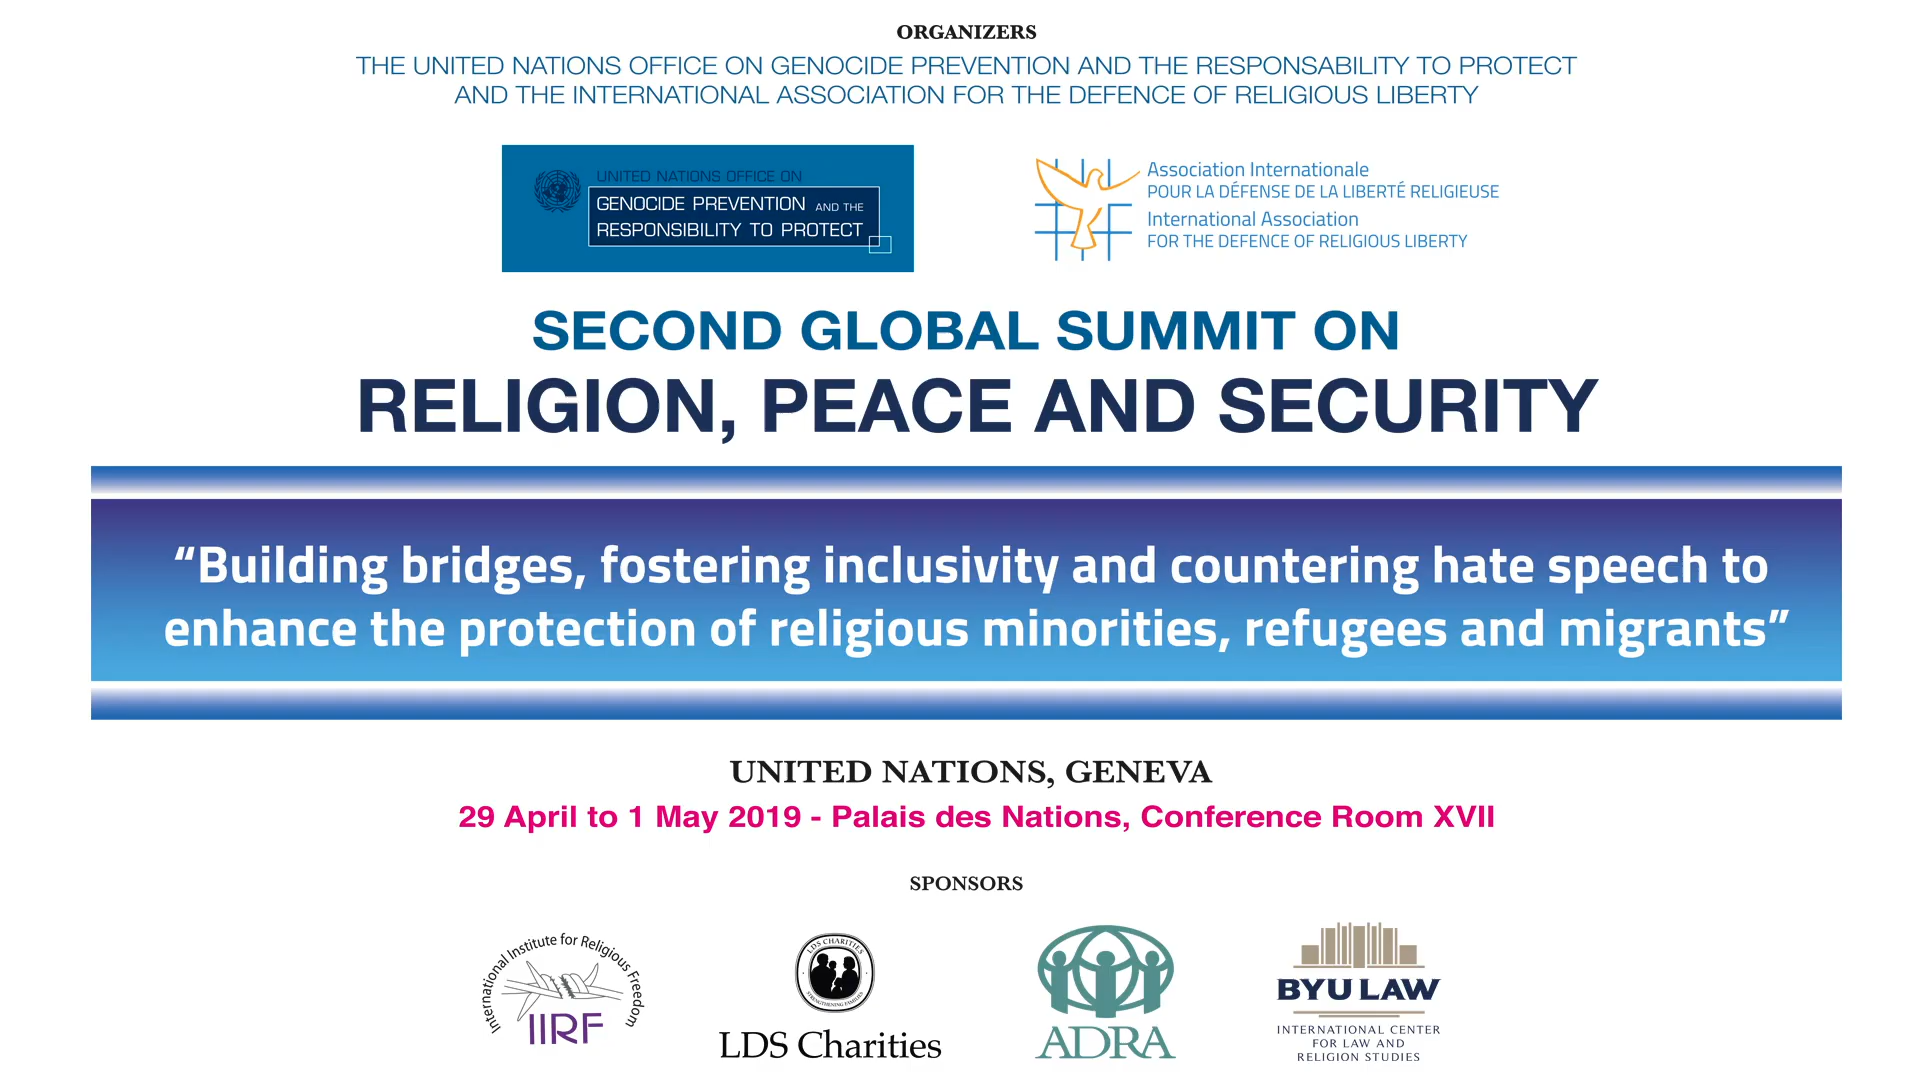 ORGANIZERS
THE UNITED NATIONS OFFICE ON GENOCIDE PREVENTION AND THE RESPONSABILITY TO PROTECT
AND THE INTERNATIONAL ASSOCIATION FOR THE DEFENCE OF RELIGIOUS LIBERTY
UNITED NATIONS OFFICE ON
GENOCIDE PREVENTION AND THE
RESPONSIBILITY TO PROTECT
Association Internationale
POUR LA DÉFENSE DE LA LIBERTÉ RELIGIEUSE
International Association
FOR THE DEFENCE OF RELIGIOUS LIBERTY
SECOND GLOBAL SUMMIT ON
RELIGION, PEACE AND SECURITY
“Building bridges, fostering inclusivity and countering hate speech to
enhance the protection of religious minorities, refugees and migrants”
UNITED NATIONS, GENEVA
29 April to 1 May 2019 - Palais des Nations, Conference Room XVII
SPONSORS
International Institute for Religious Freedom
IIRF
LDS CHARITIES
STRENGTHENING FAMILIES
LDS Charities
ADRA
BYU LAW
INTERNATIONAL CENTER
FOR LAW AND
RELIGION STUDIES